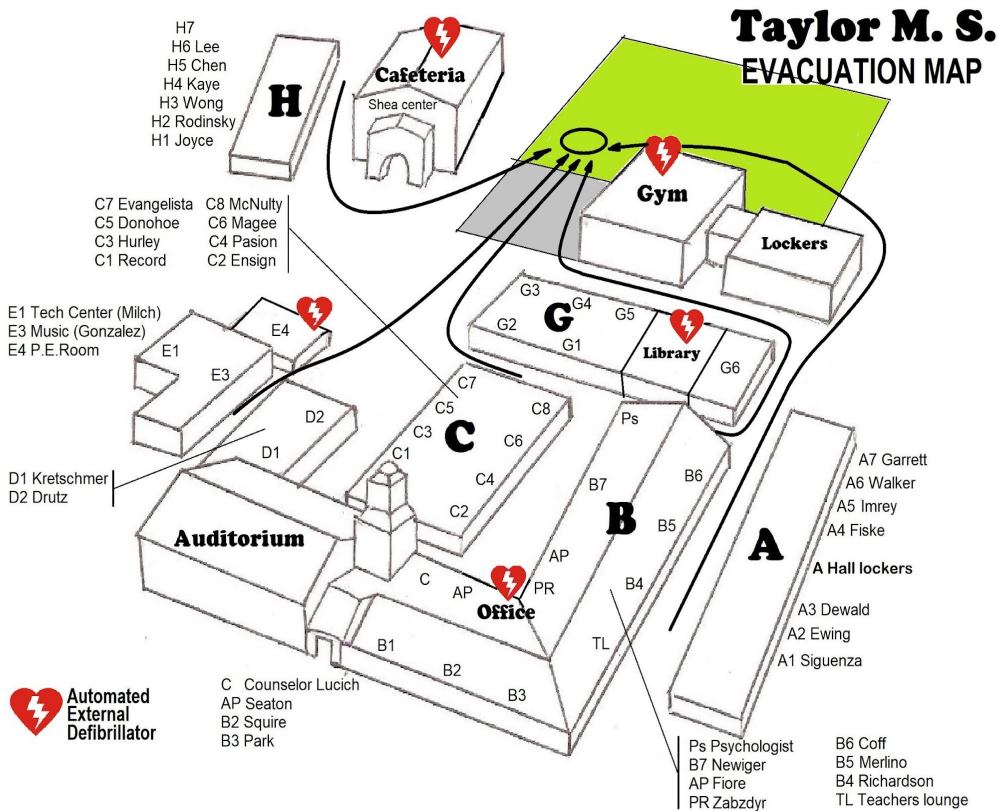 Taylor M. S.
EVACUATION MAP
H7
H6 Lee
H5 Chen
H4 Kaye
H3 Wong
H2 Rodinsky
H1 Joyce
H
Cafeteria
Shea center
Gym
Lockers
C7 Evangelista C8 McNulty
C5 Donohoe C6 Magee
C3 Hurley C4 Pasion
C1 Record C2 Ensign
E1 Tech Center (Milch)
E3 Music (Gonzalez)
E4 P.E.Room
E4
E1
E3
G3
G4
G5
G
G2
G1
Library
G6
D2
D1
C7
C5
C8
C3
C
C6
C1
C4
C2
D1 Kretschmer
D2 Drutz
Ps
B7
B6
B
B5
AP
PR
B4
TL
A
A7 Garrett
A6 Walker
A5 Imrey
A4 Fiske
A Hall lockers
A3 Dewald
A2 Ewing
A1 Siguenza
Auditorium
C
AP
Office
B1
B2
B3
Automated
External
Defibrillator
C Counselor Lucich
AP Seaton
B2 Squire
B3 Park
Ps Psychologist B6 Coff
B7 Newiger B5 Merlino
AP Fiore B4 Richardson
PR Zabzdyr TL Teachers lounge